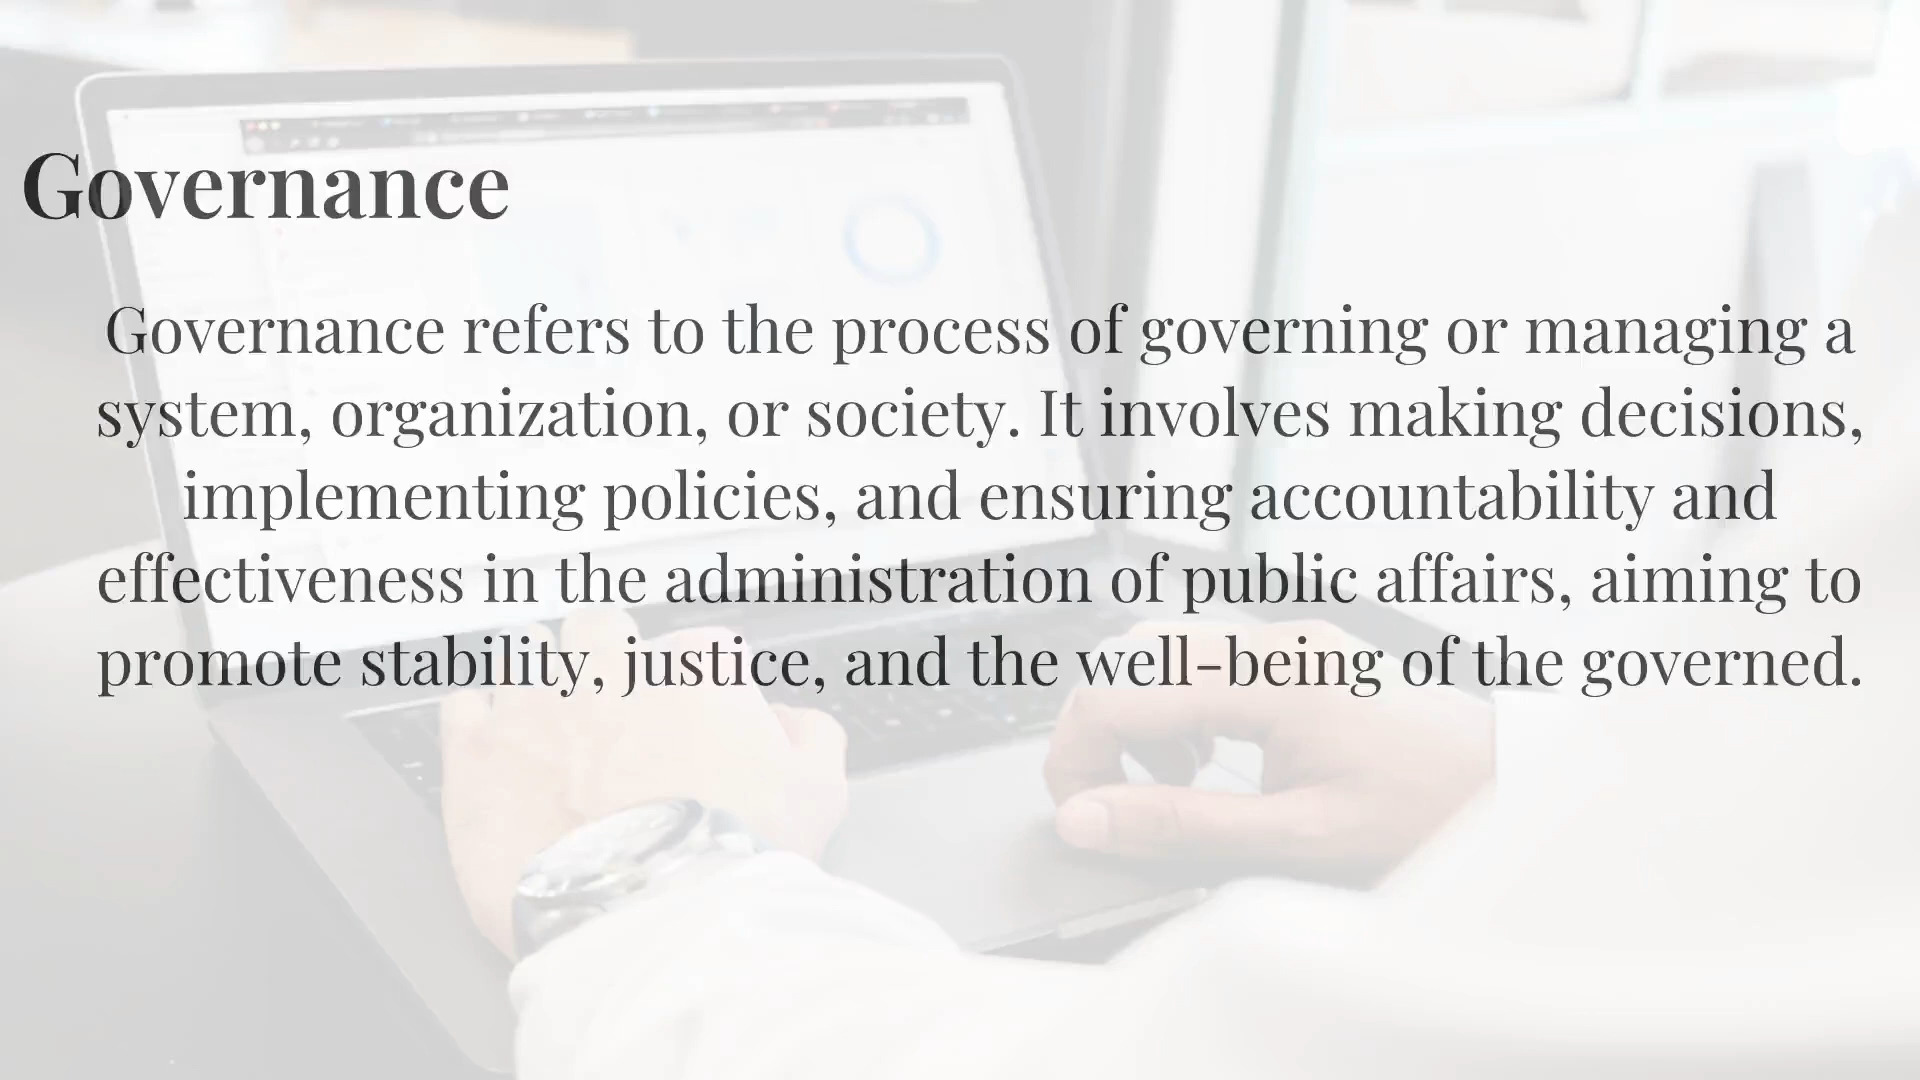 Governance
Governance refers to the process of governing or managing a
system, organization, or society. It involves making decisions,
implementing policies, and ensuring accountability and
effectiveness in the administration of public affairs, aiming to
promote stability, justice, and the well-being of the governed.